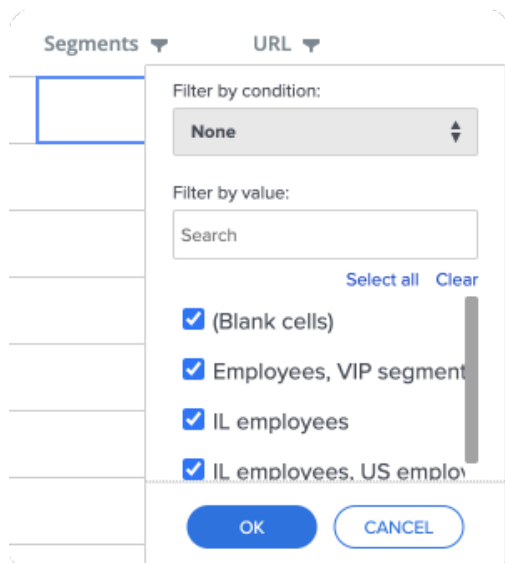 Segments URL
Filter by condition:
None
Filter by value:
Search
Select all Clear
(Blank cells)
Employees, VIP segment
IL employees
IL employees, US emplo
OK CANCEL